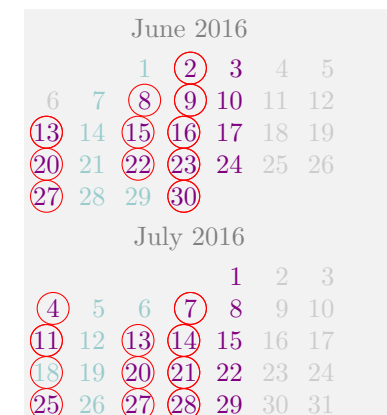 June 2016
1 2 3 4 5
6 7 8 9 10 11 12
13 14 15 16 17 18 19
20 21 22 23 24 25 26
27 28 29 30
July 2016
1 2 3
4 5 6 7 8 9 10
11 12 13 14 15 16 17
18 19 20 21 22 23 24
25 26 27 28 29 30 31